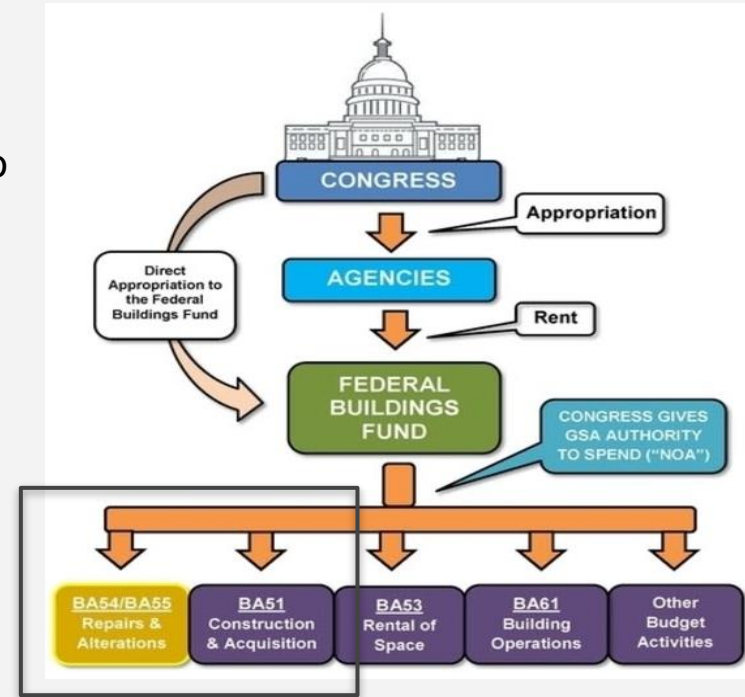 CONGRESS
Appropriation
Direct
Appropriation to
the Federal
Buildings Fund
AGENCIES
Rent
FEDERAL
BUILDINGS
FUND
CONGRESS GIVES
GSA AUTHORITY
TO SPEND ("NOA")
BA54/BA55
Repairs &
Alterations
BA51
Construction
& Acquisition
BA53
Rental of
Space
BA61
Building
Operations
Other
Budget
Activities